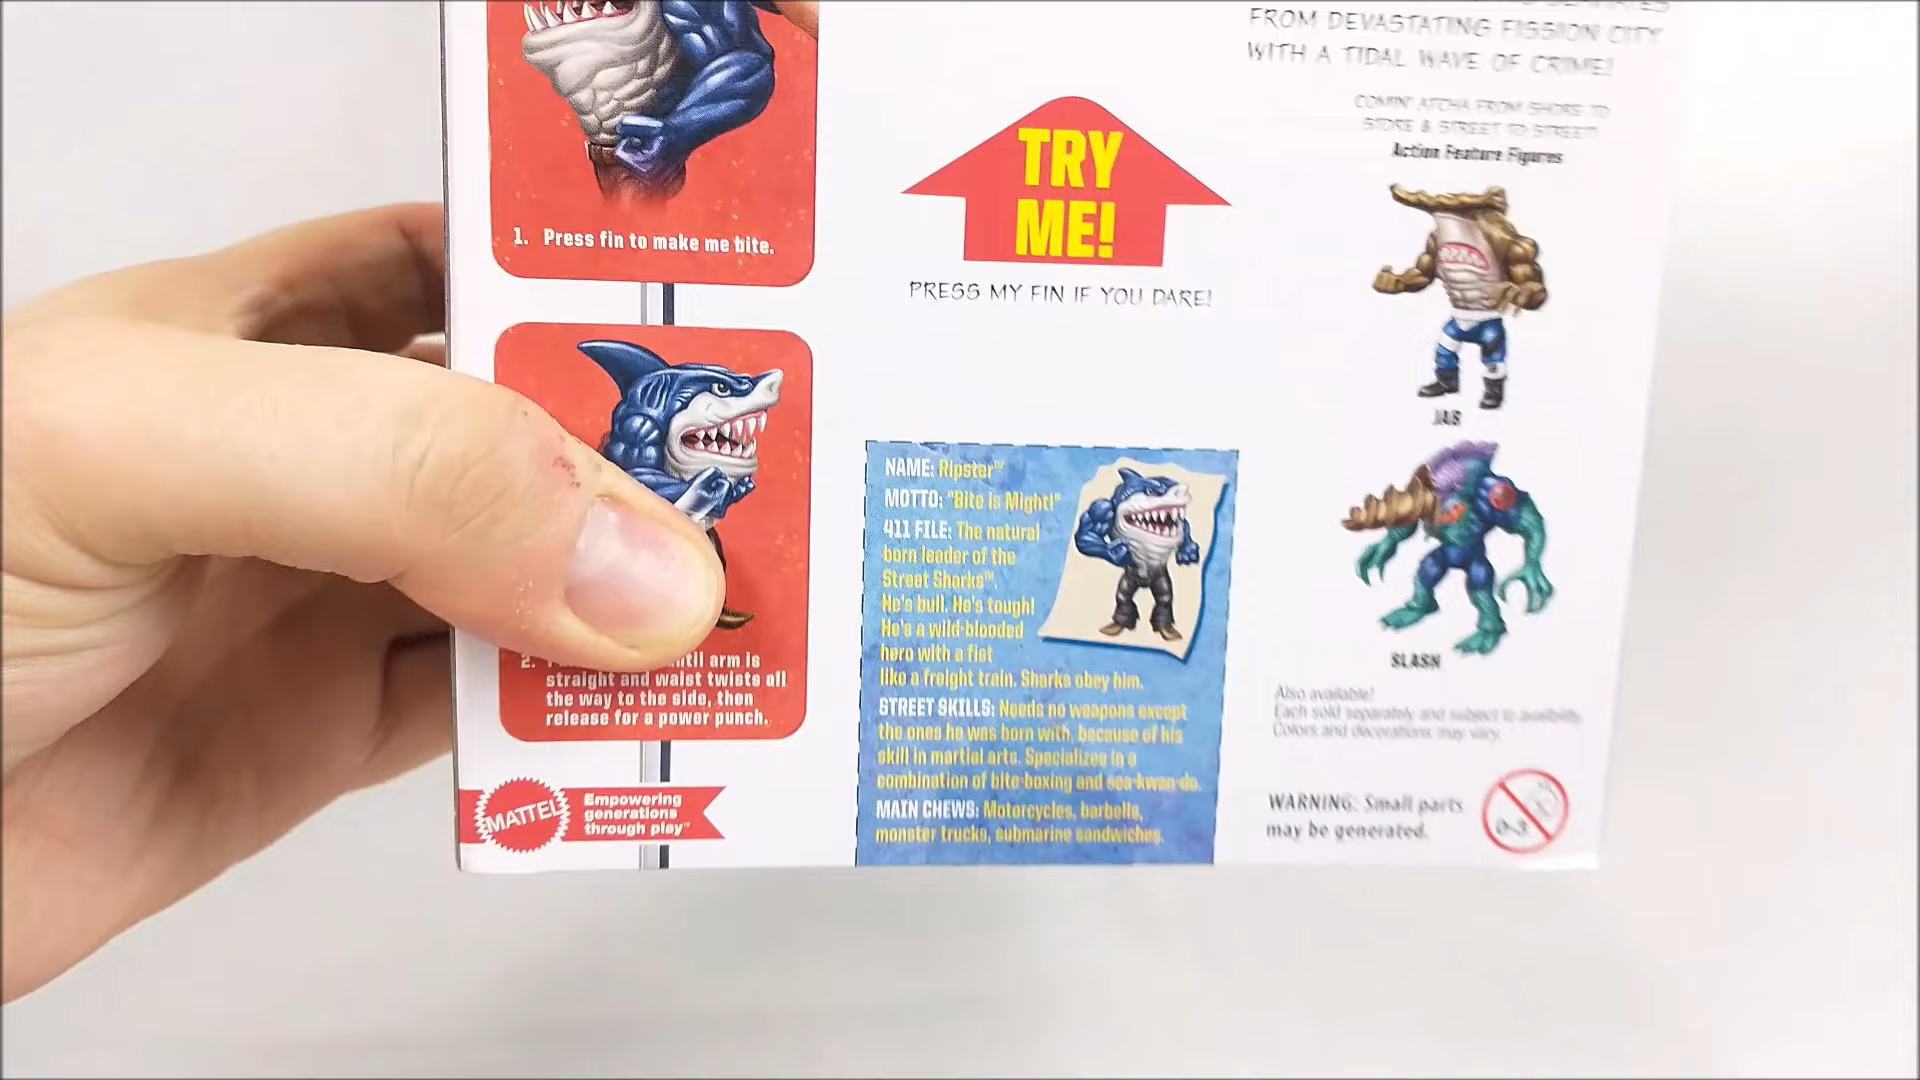 1. Press fin to make me bite.
2.
until arm is
straight and waist twists all
the way to the side, then
release for a power punch.
MATTEL
Empowering
generations
through play™
TRY
ME!
PRESS MY FIN IF YOU DARE!
NAME: Ripster™
MOTTO: "Bite is Might!"
411 FILE: The natural
born leader of the
Street Sharks™.
He's bull. He's tough!
He's a wild-blooded
hero with a fist
like a freight train. Sharks obey him.
STREET SKILLS: Needs no weapons except
the ones he was born with, because of his
skill in martial arts. Specializes in a
combination of bite-boxing and sea-kwan-do.
MAIN CHEWS: Motorcycles, barbells,
monster trucks, submarine sandwiches.
FROM DEVASTATING FISSION CITY
WITH A TIDAL WAVE OF CRIME!
COMIN' ATCHA FROM SHORE TO
STORE & STREET TO STREET!
Action Feature Figures
JAB
SLASH
Also available!
Each sold separately and subject to availability.
Colors and decorations may vary.
WARNING: Small parts
may be generated.
0-3